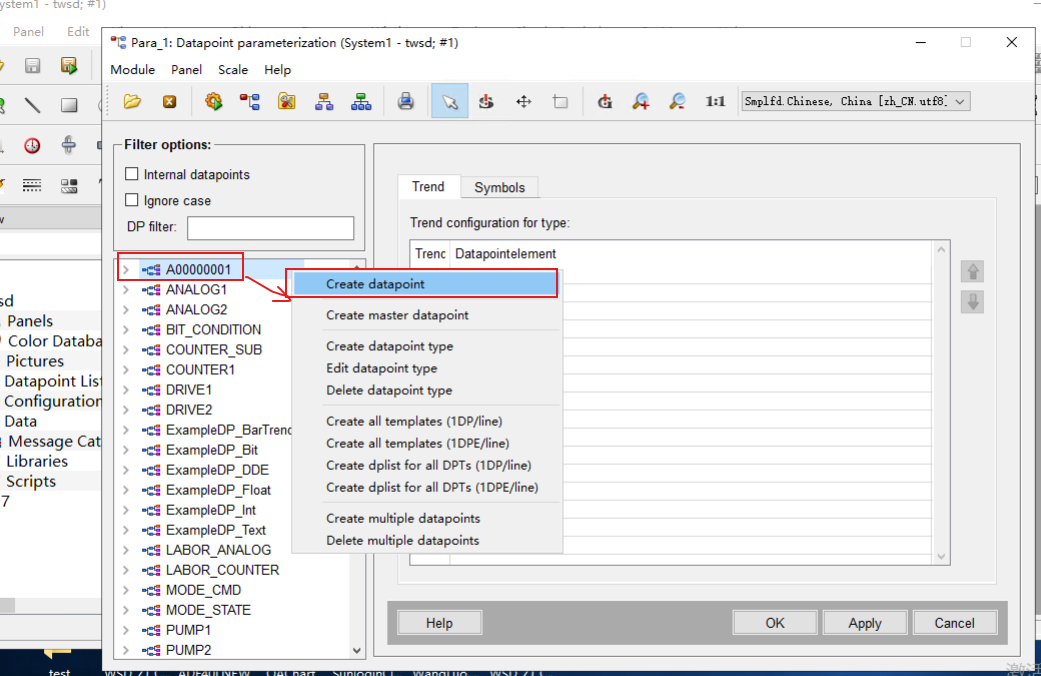 ystem1 - twsd; #1)
Panel Edit
Para_1: Datapoint parameterization (System1 - twsd; #1)
Module Panel Scale Help
1:1 Smplfd.Chinese, China [zh_CN.utf8]
Filter options:
Internal datapoints
Ignore case
DP filter:
Trend Symbols
Trend configuration for type:
Trenc Datapointelement
A00000001
ANALOG1
ANALOG2
BIT_CONDITION
COUNTER_SUB
COUNTER1
DRIVE1
DRIVE2
ExampleDP_BarTrend
ExampleDP_Bit
ExampleDP_DDE
ExampleDP_Float
ExampleDP_Int
ExampleDP_Text
LABOR_ANALOG
LABOR_COUNTER
MODE_CMD
MODE_STATE
PUMP1
PUMP2
Create datapoint
Create master datapoint
Create datapoint type
Edit datapoint type
Delete datapoint type
Create all templates (1DP/line)
Create all templates (1DPE/line)
Create dplist for all DPTs (1DP/line)
Create dplist for all DPTs (1DPE/line)
Create multiple datapoints
Delete multiple datapoints
Help OK Apply Cancel
sd
Panels
Color Databa
Pictures
Datapoint List
Configuration
Data
Message Cat
Libraries
Scripts
7
test
激活